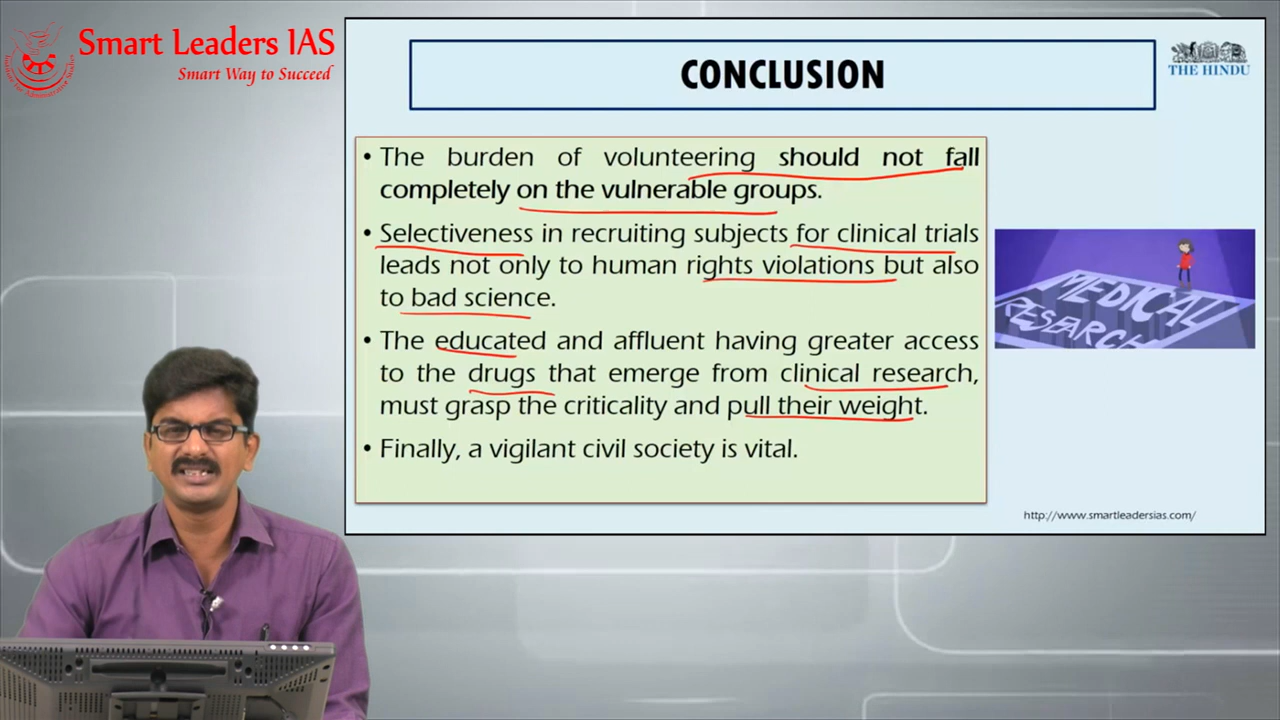 Smart Leaders IAS
Smart Way to Succeed
CONCLUSION
THE HINDU
• The burden of volunteering should not fall
completely on the vulnerable groups.
• Selectiveness in recruiting subjects for clinical trials
leads not only to human rights violations but also
to bad science.
• The educated and affluent having greater access
to the drugs that emerge from clinical research,
must grasp the criticality and pull their weight.
• Finally, a vigilant civil society is vital.
MEDICAL
RESEARCH
http://www.smartleadersias.com/